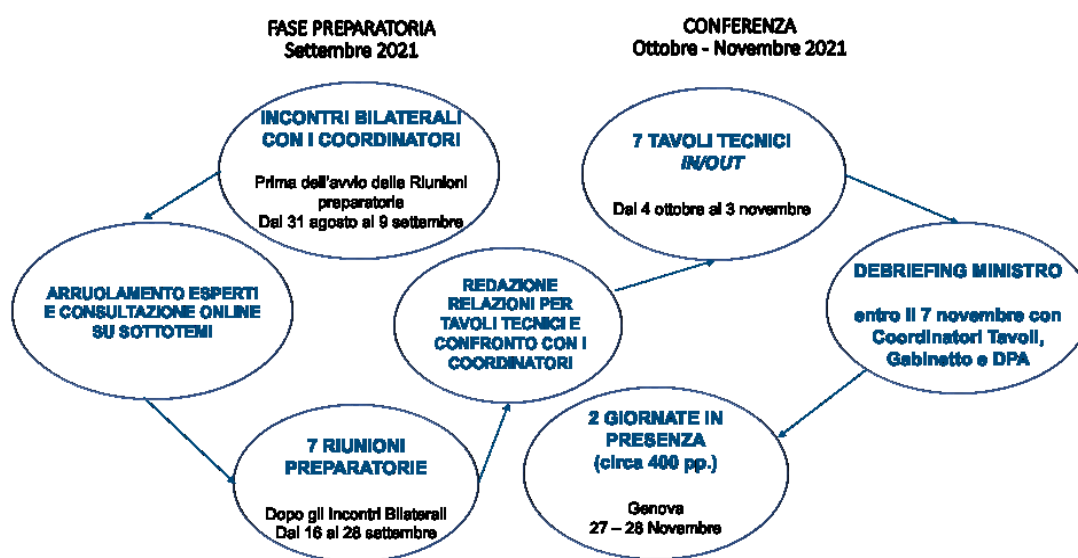 FASE PREPARATORIA
Settembre 2021
INCONTRI BILATERALI
CON I COORDINATORI
Prima dell'avvio delle Riunioni
preparatorie
Dal 31 agosto al 9 settembre
ARRUOLAMENTO ESPERTI
E CONSULTAZIONE ONLINE
SU SOTTOTEMI
7 RIUNIONI
PREPARATORIE
Dopo gli Incontri Bilaterali
Dal 16 al 28 settembre
REDAZIONE
RELAZIONI PER
TAVOLI TECNICI E
CONFRONTO CON I
COORDINATORI
CONFERENZA
Ottobre - Novembre 2021
7 TAVOLI TECNICI
IN/OUT
Dal 4 ottobre al 3 novembre
DEBRIEFING MINISTRO
entro il 7 novembre con
Coordinatori Tavoli,
Gabinetto e DPA
2 GIORNATE IN
PRESENZA
(circa 400 pp.)
Genova
27 – 28 Novembre